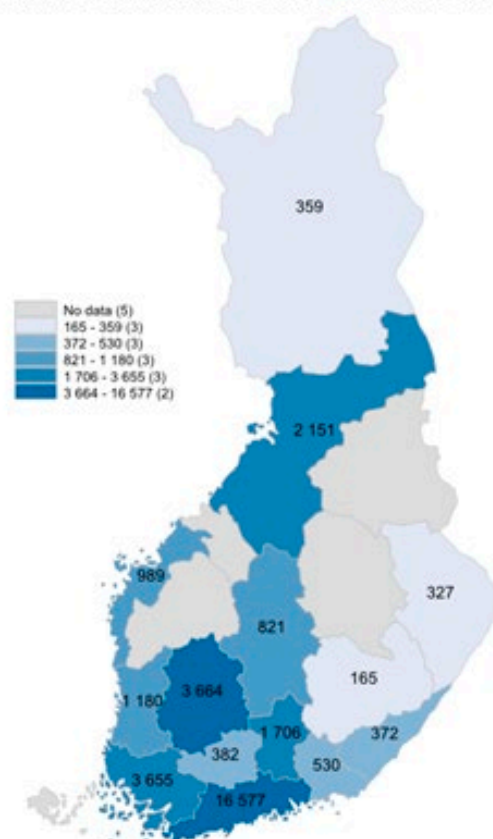 359
No data (5)
165 - 359 (3)
372 - 530 (3)
821 - 1 180 (3)
1 706 - 3 655 (3)
3 664 - 16 577 (2)
2 151
989
327
821
165
3 664
1 180
1 706
372
382
530
3 655
16 577